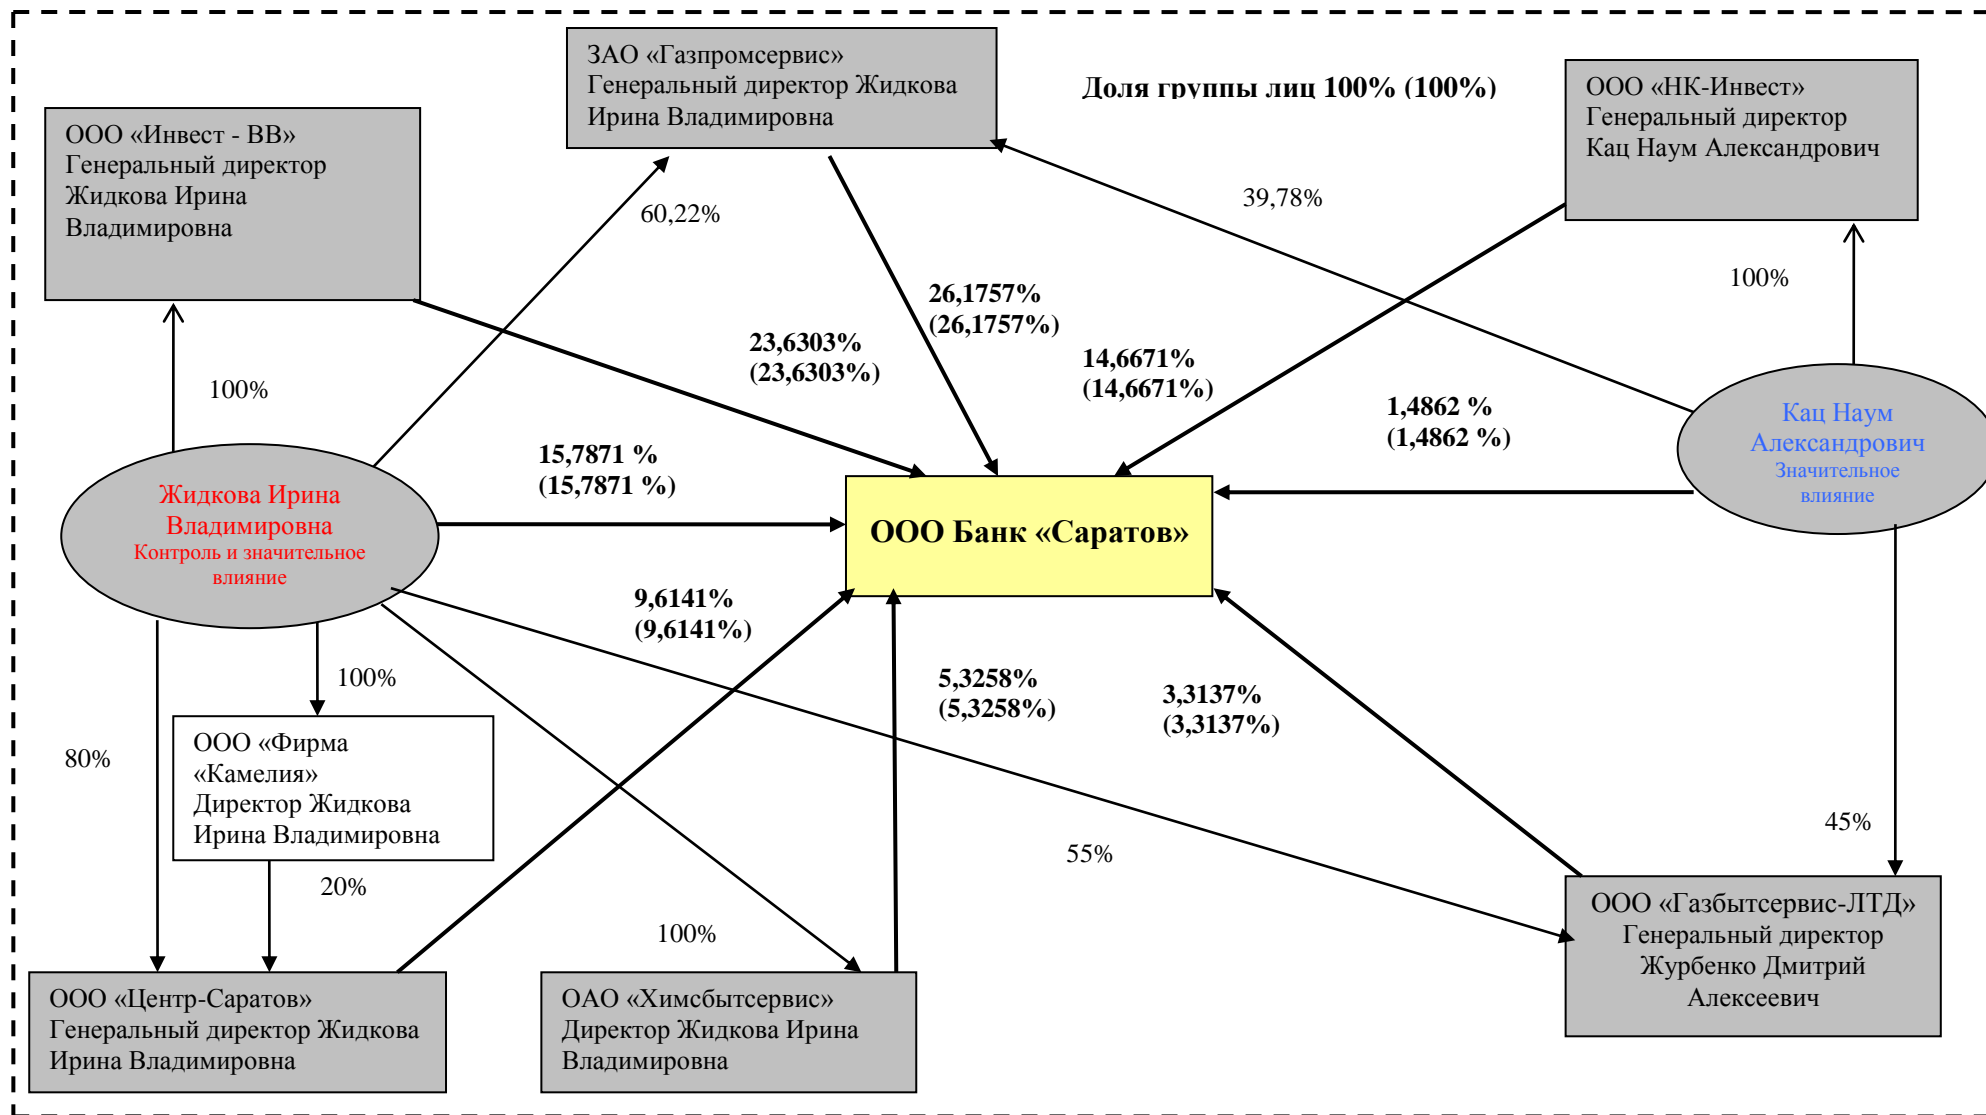 ЗАО «Газпромсервис»
Генеральный директор Жидкова
Ирина Владимировна
Доля группы лиц 100% (100%)
ООО «НК-Инвест»
Генеральный директор
Кац Наум Александрович
ООО «Инвест - ВВ»
Генеральный директор
Жидкова Ирина
Владимировна
60,22%
39,78%
100%
26,1757%
(26,1757%)
23,6303%
(23,6303%)
14,6671%
(14,6671%)
100%
1,4862 %
(1,4862 %)
Кац Наум
Александрович
Значительное
влияние
15,7871 %
(15,7871 %)
Жидкова Ирина
Владимировна
Контроль и значительное
влияние
ООО Банк «Саратов»
9,6141%
(9,6141%)
100%
5,3258%
(5,3258%)
3,3137%
(3,3137%)
80%
ООО «Фирма
«Камелия»
Директор Жидкова
Ирина Владимировна
45%
55%
20%
100%
ООО «Газбытсервис-ЛТД»
Генеральный директор
Журбенко Дмитрий
Алексеевич
ООО «Центр-Саратов»
Генеральный директор Жидкова
Ирина Владимировна
ОАО «Химсбытсервис»
Директор Жидкова Ирина
Владимировна